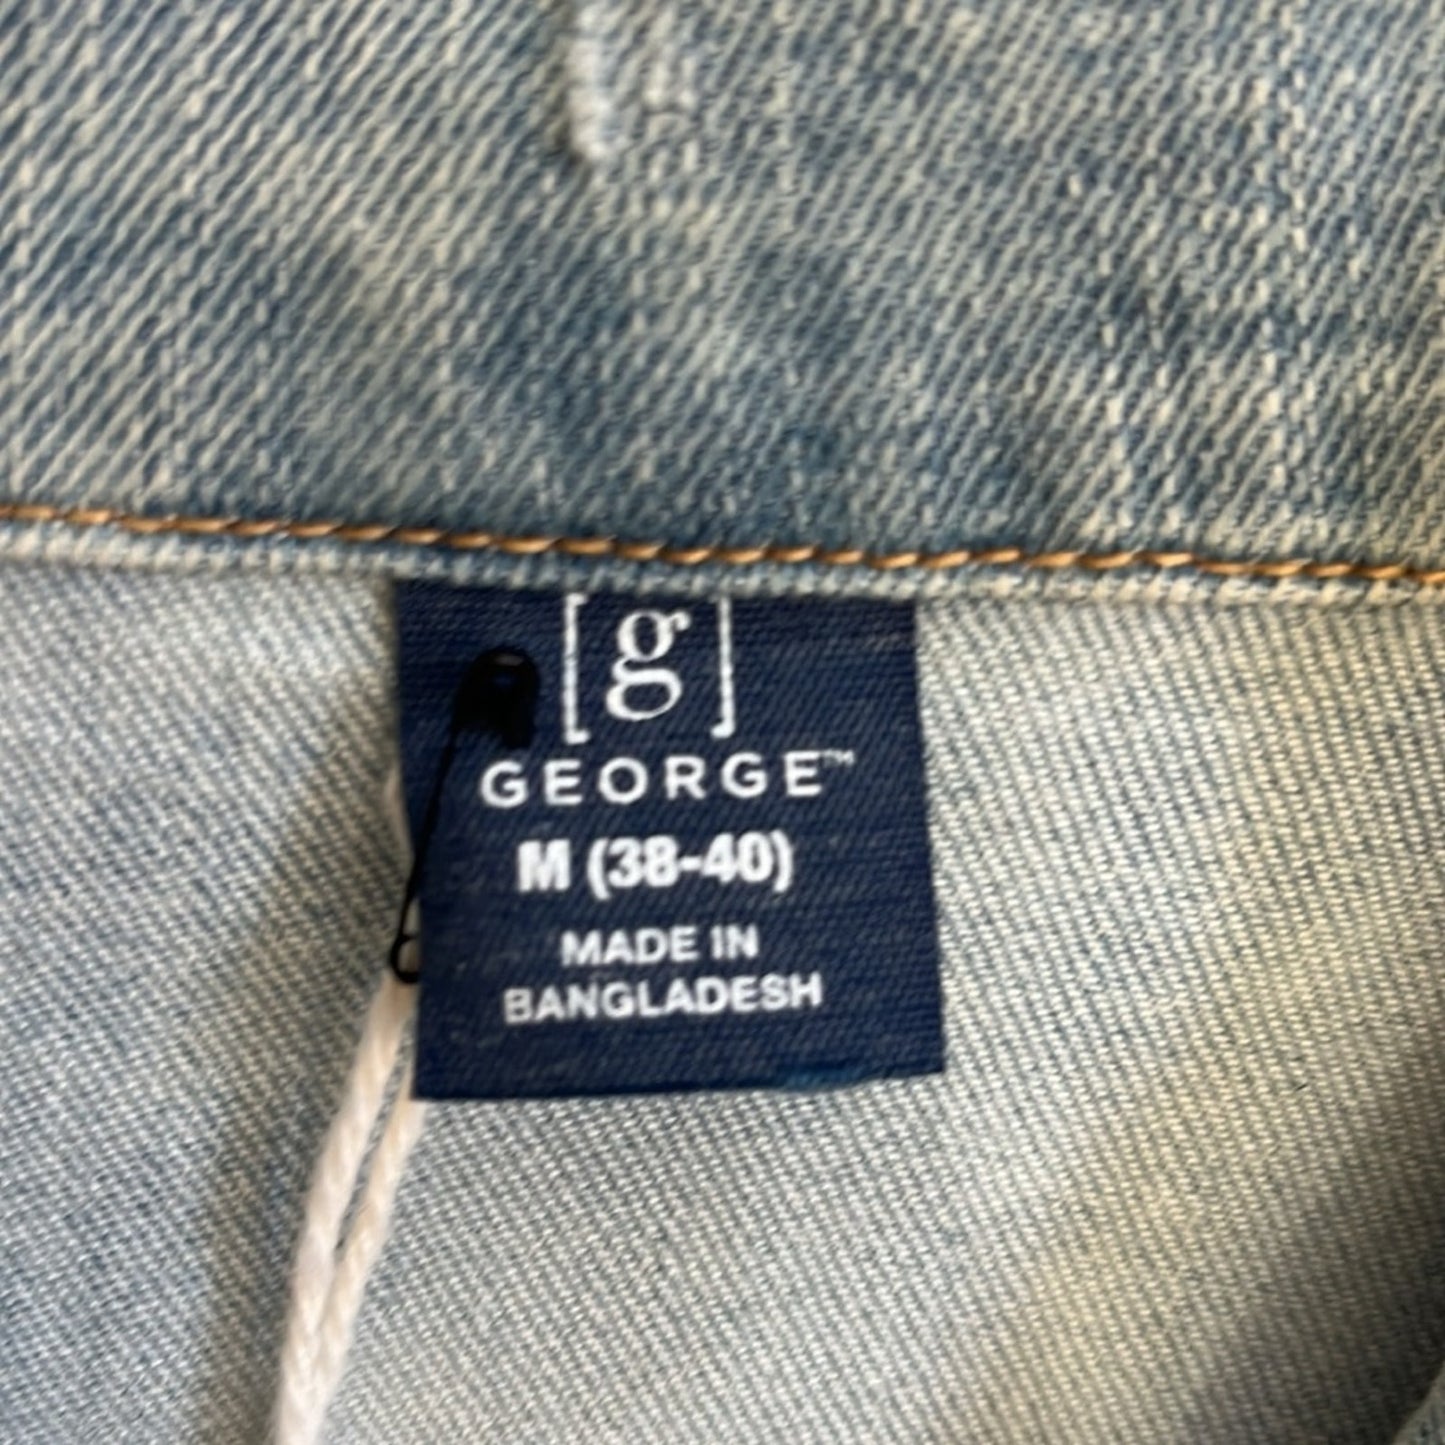 [g]
GEORGE™
M (38-40)
MADE IN
BANGLADESH